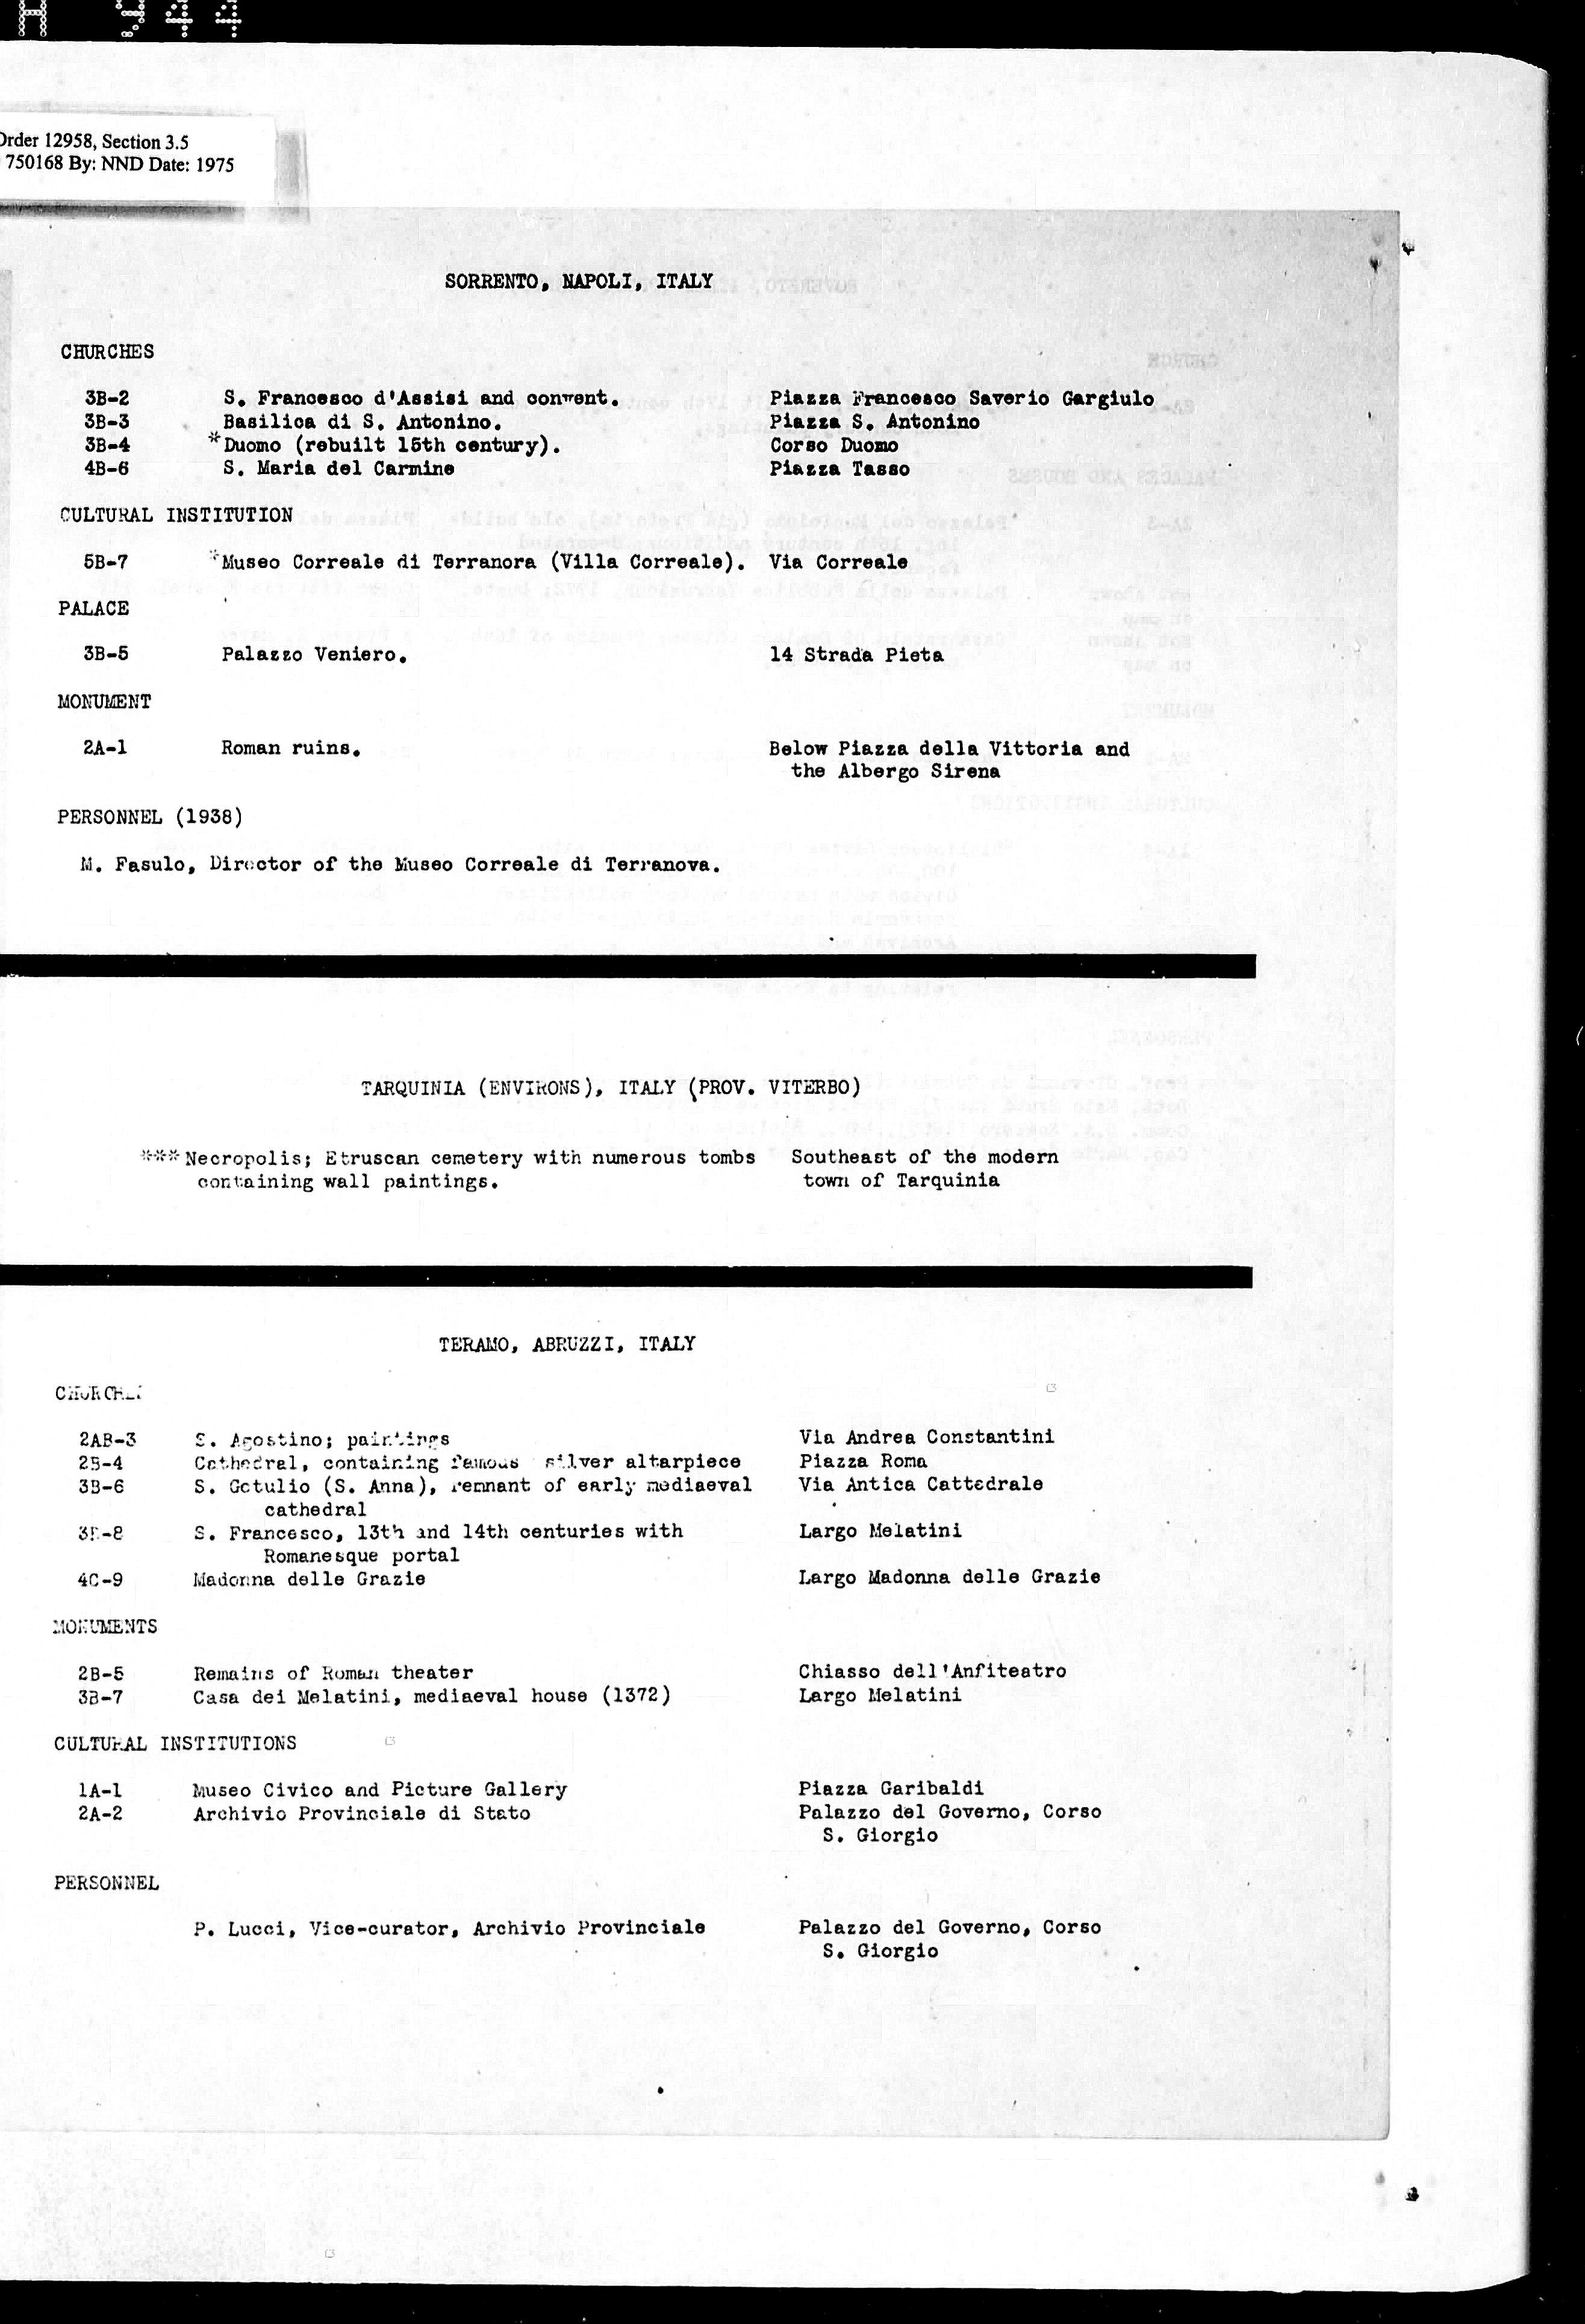 H 944
Order 12958, Section 3.5
750168 By: NND Date: 1975
SORRENTO, NAPOLI, ITALY
CHURCHES
3B-2 S. Francesco d'Assisi and convent. Piazza Francesco Saverio Gargiulo
3B-3 Basilica di S. Antonino. Piazza S. Antonino
3B-4 *Duomo (rebuilt 15th century). Corso Duomo
4B-6 S. Maria del Carmine Piazza Tasso
CULTURAL INSTITUTION
5B-7 *Museo Correale di Terranora (Villa Correale). Via Correale
PALACE
3B-5 Palazzo Veniero. 14 Strada Pieta
MONUMENT
2A-1 Roman ruins. Below Piazza della Vittoria and
the Albergo Sirena
PERSONNEL (1938)
M. Fasulo, Director of the Museo Correale di Terranova.
TARQUINIA (ENVIRONS), ITALY (PROV. VITERBO)
***Necropolis; Etruscan cemetery with numerous tombs Southeast of the modern
containing wall paintings. town of Tarquinia
TERAMO, ABRUZZI, ITALY
CHURCHES
2AB-3 S. Agostino; paintings Via Andrea Constantini
2B-4 Cathedral, containing famous silver altarpiece Piazza Roma
3B-6 S. Getulio (S. Anna), remnant of early mediaeval Via Antica Cattedrale
cathedral
3B-8 S. Francesco, 13th and 14th centuries with Largo Melatini
Romanesque portal
4C-9 Madonna delle Grazie Largo Madonna delle Grazie
MONUMENTS
2B-5 Remains of Roman theater Chiasso dell'Anfiteatro
3B-7 Casa dei Melatini, mediaeval house (1372) Largo Melatini
CULTURAL INSTITUTIONS
1A-1 Museo Civico and Picture Gallery Piazza Garibaldi
2A-2 Archivio Provinciale di Stato Palazzo del Governo, Corso
S. Giorgio
PERSONNEL
P. Lucci, Vice-curator, Archivio Provinciale Palazzo del Governo, Corso
S. Giorgio